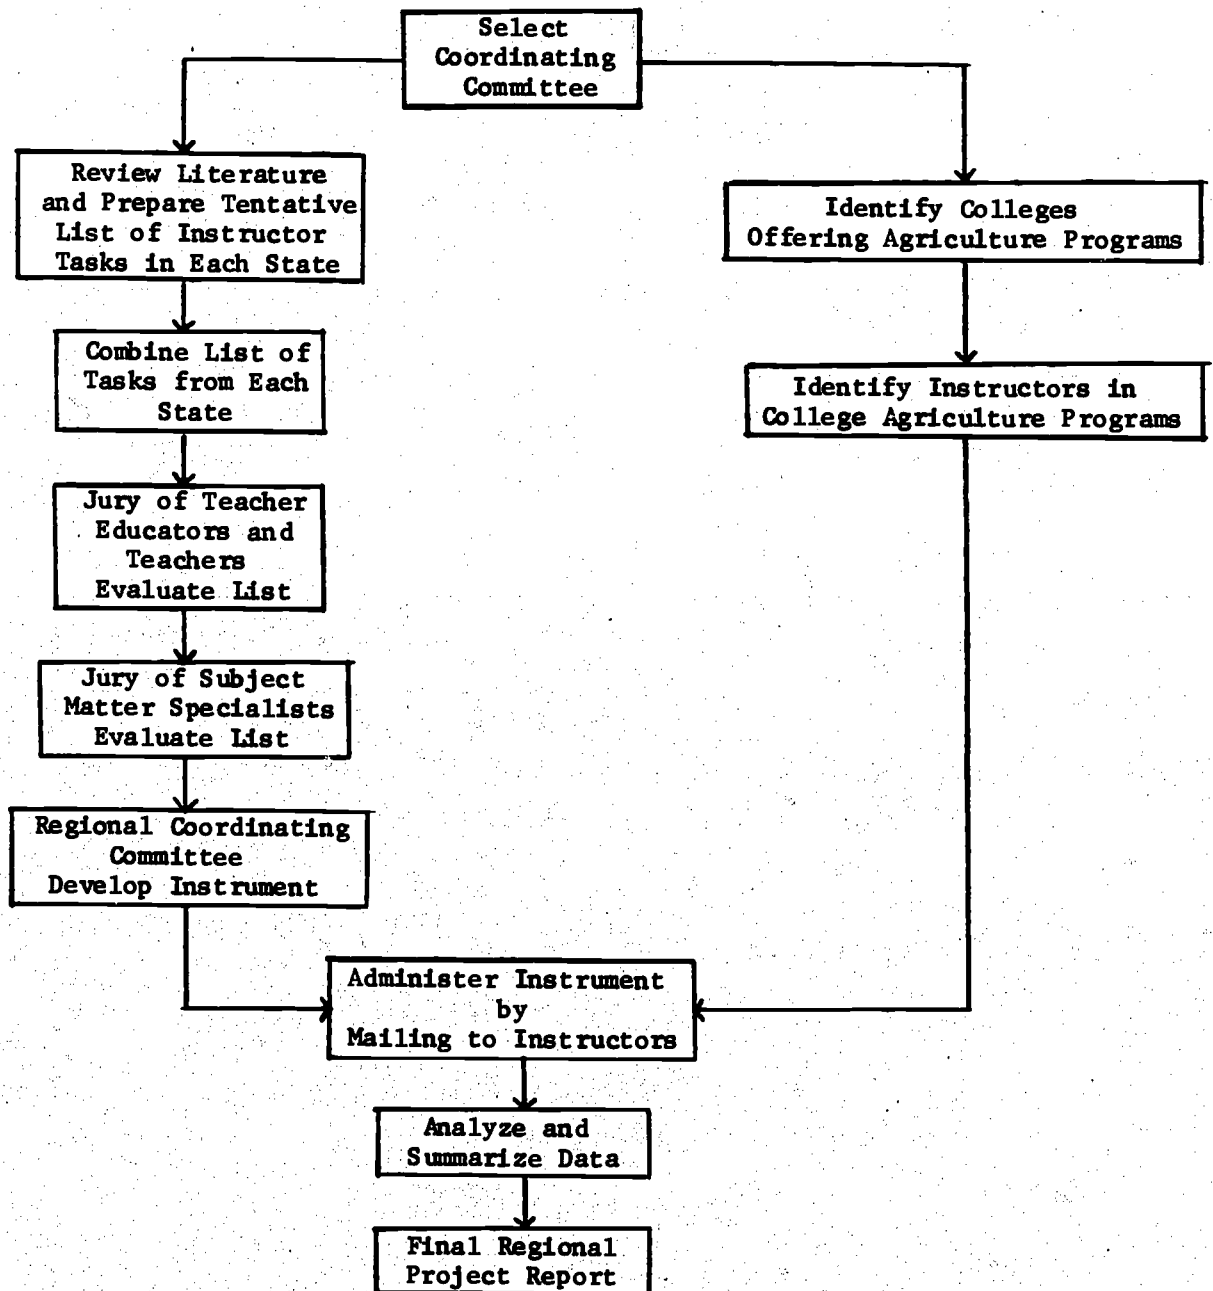 Select
Coordinating
Committee
Review Literature
and Prepare Tentative
List of Instructor
Tasks in Each State
Identify Colleges
Offering Agriculture Programs
Combine List of
Tasks from Each
State
Identify Instructors in
College Agriculture Programs
Jury of Teacher
Educators and
Teachers
Evaluate List
Jury of Subject
Matter Specialists
Evaluate List
Regional Coordinating
Committee
Develop Instrument
Administer Instrument
by
Mailing to Instructors
Analyze and
Summarize Data
Final Regional
Project Report